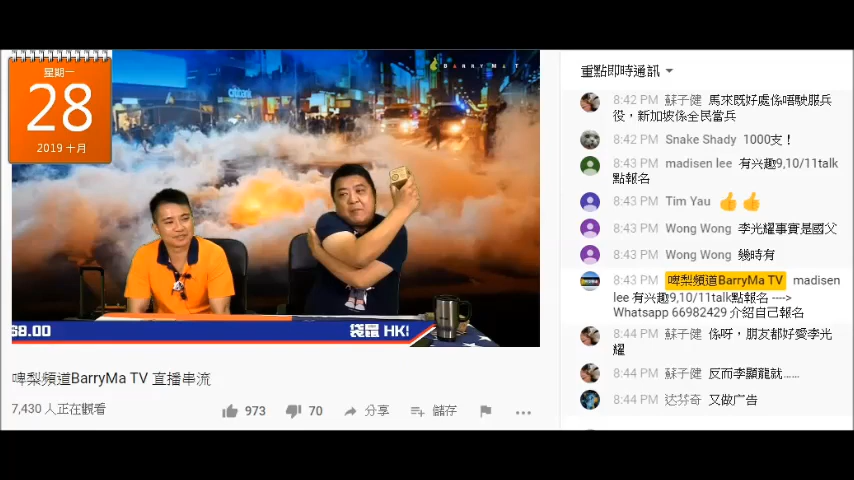 星期一
28
2019 十月
BARRYMA T
citibank
68.00
袋屈 HK!
啤梨頻道BarryMa TV 直播串流
7,430 人正在觀看
973
70
分享
儲存
重點即時通訊
8:42 PM 蘇子健 馬來既好處係唔駛服兵
役，新加坡係全民當兵
8:42 PM Snake Shady 1000支！
8:43 PM madisen lee 有兴趣9,10/11talk
點報名
8:43 PM Tim Yau 👍👍
8:43 PM Wong Wong 李光耀事實是國父
8:43 PM Wong Wong 幾時有
8:43 PM 啤梨頻道BarryMa TV madisen
lee 有兴趣9,10/11talk點報名 ---->
Whatsapp 66982429 介紹自己報名
8:44 PM 蘇子健 係呀，朋友都好愛李光
耀
8:44 PM 蘇子健 反而李顯龍就......
8:44 PM 达芬奇 又做广告